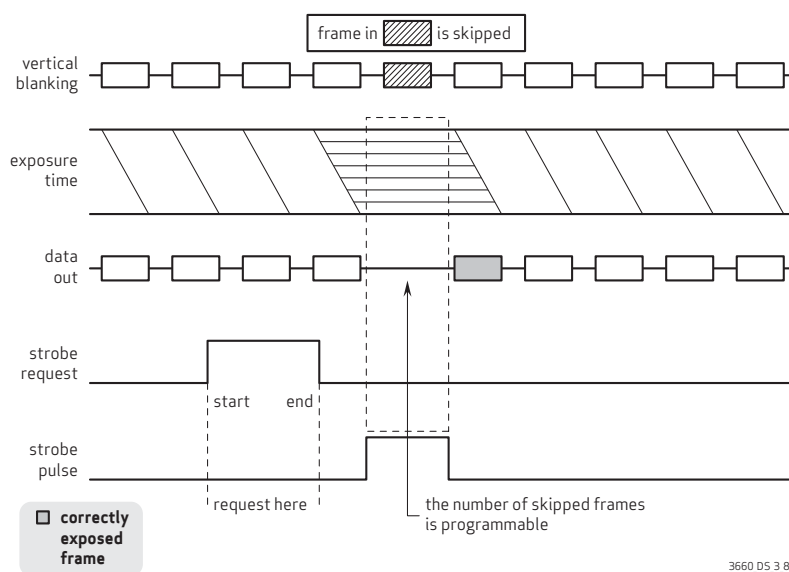 frame in is skipped
vertical
blanking
exposure
time
data
out
strobe
request
start end
strobe
pulse
request here
the number of skipped frames
is programmable
correctly
exposed
frame
3660 DS 3 8